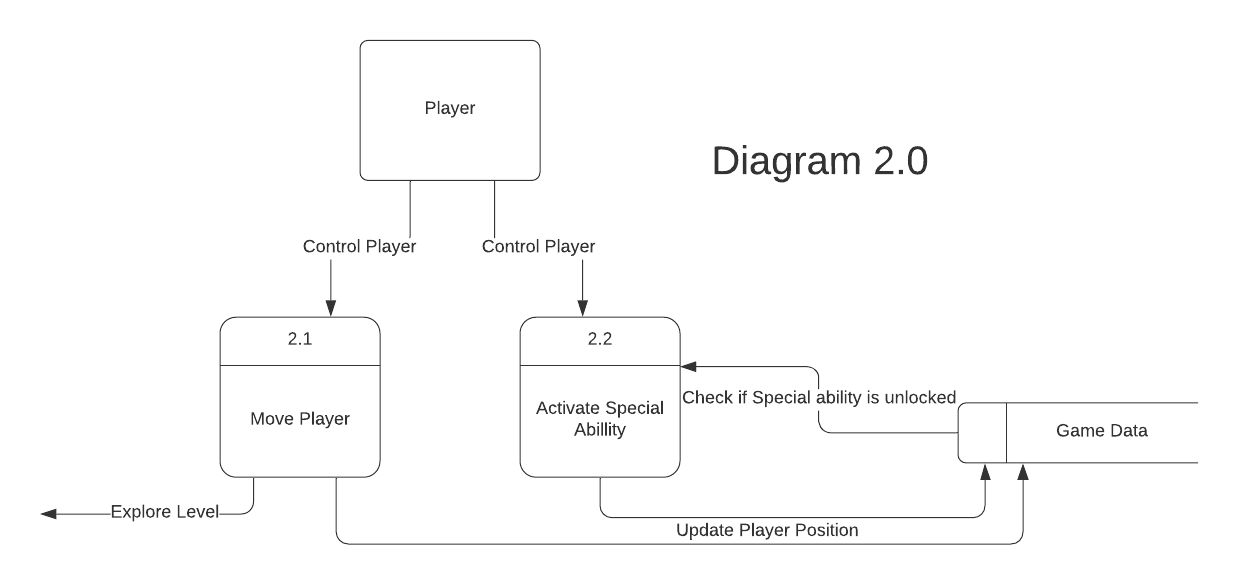 Player
Diagram 2.0
Control Player
Control Player
2.1
2.2
Move Player
Activate Special
Abillity
Check if Special ability is unlocked
Game Data
Explore Level
Update Player Position